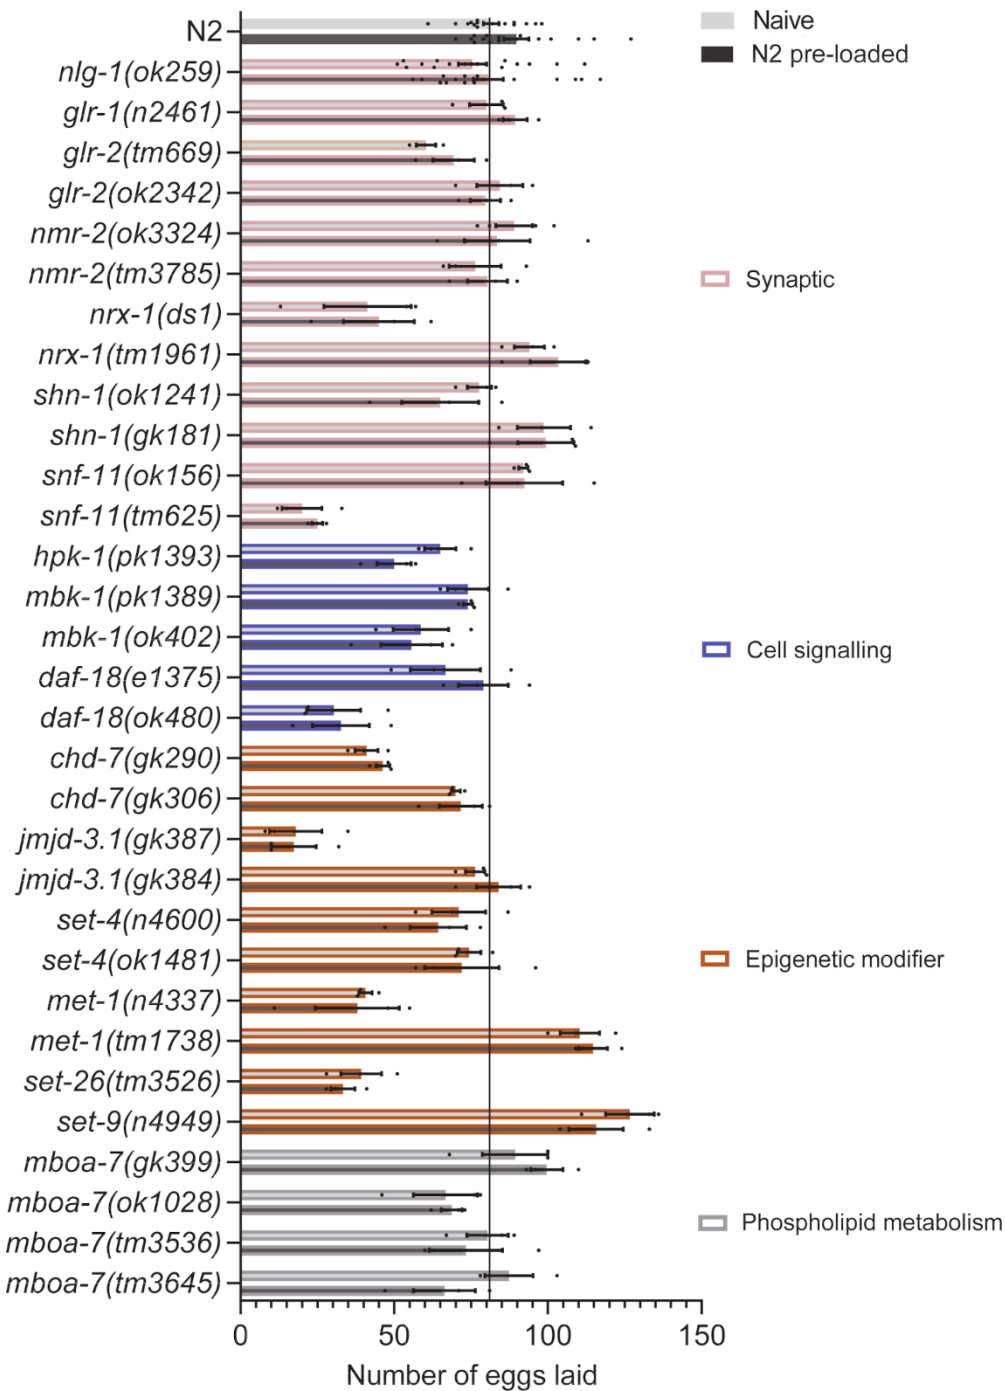 N2
nlg-1(ok259)
glr-1(n2461)
glr-2(tm669)
glr-2(ok2342)
nmr-2(ok3324)
nmr-2(tm3785)
nrx-1(ds1)
nrx-1(tm1961)
shn-1(ok1241)
shn-1(gk181)
snf-11(ok156)
snf-11(tm625)
hpk-1(pk1393)
mbk-1(pk1389)
mbk-1(ok402)
daf-18(e1375)
daf-18(ok480)
chd-7(gk290)
chd-7(gk306)
jmjd-3.1(gk387)
jmjd-3.1(gk384)
set-4(n4600)
set-4(ok1481)
met-1(n4337)
met-1(tm1738)
set-26(tm3526)
set-9(n4949)
mboa-7(gk399)
mboa-7(ok1028)
mboa-7(tm3536)
mboa-7(tm3645)
0 50 100 150
Number of eggs laid
Naive
N2 pre-loaded
Synaptic
Cell signalling
Epigenetic modifier
Phospholipid metabolism